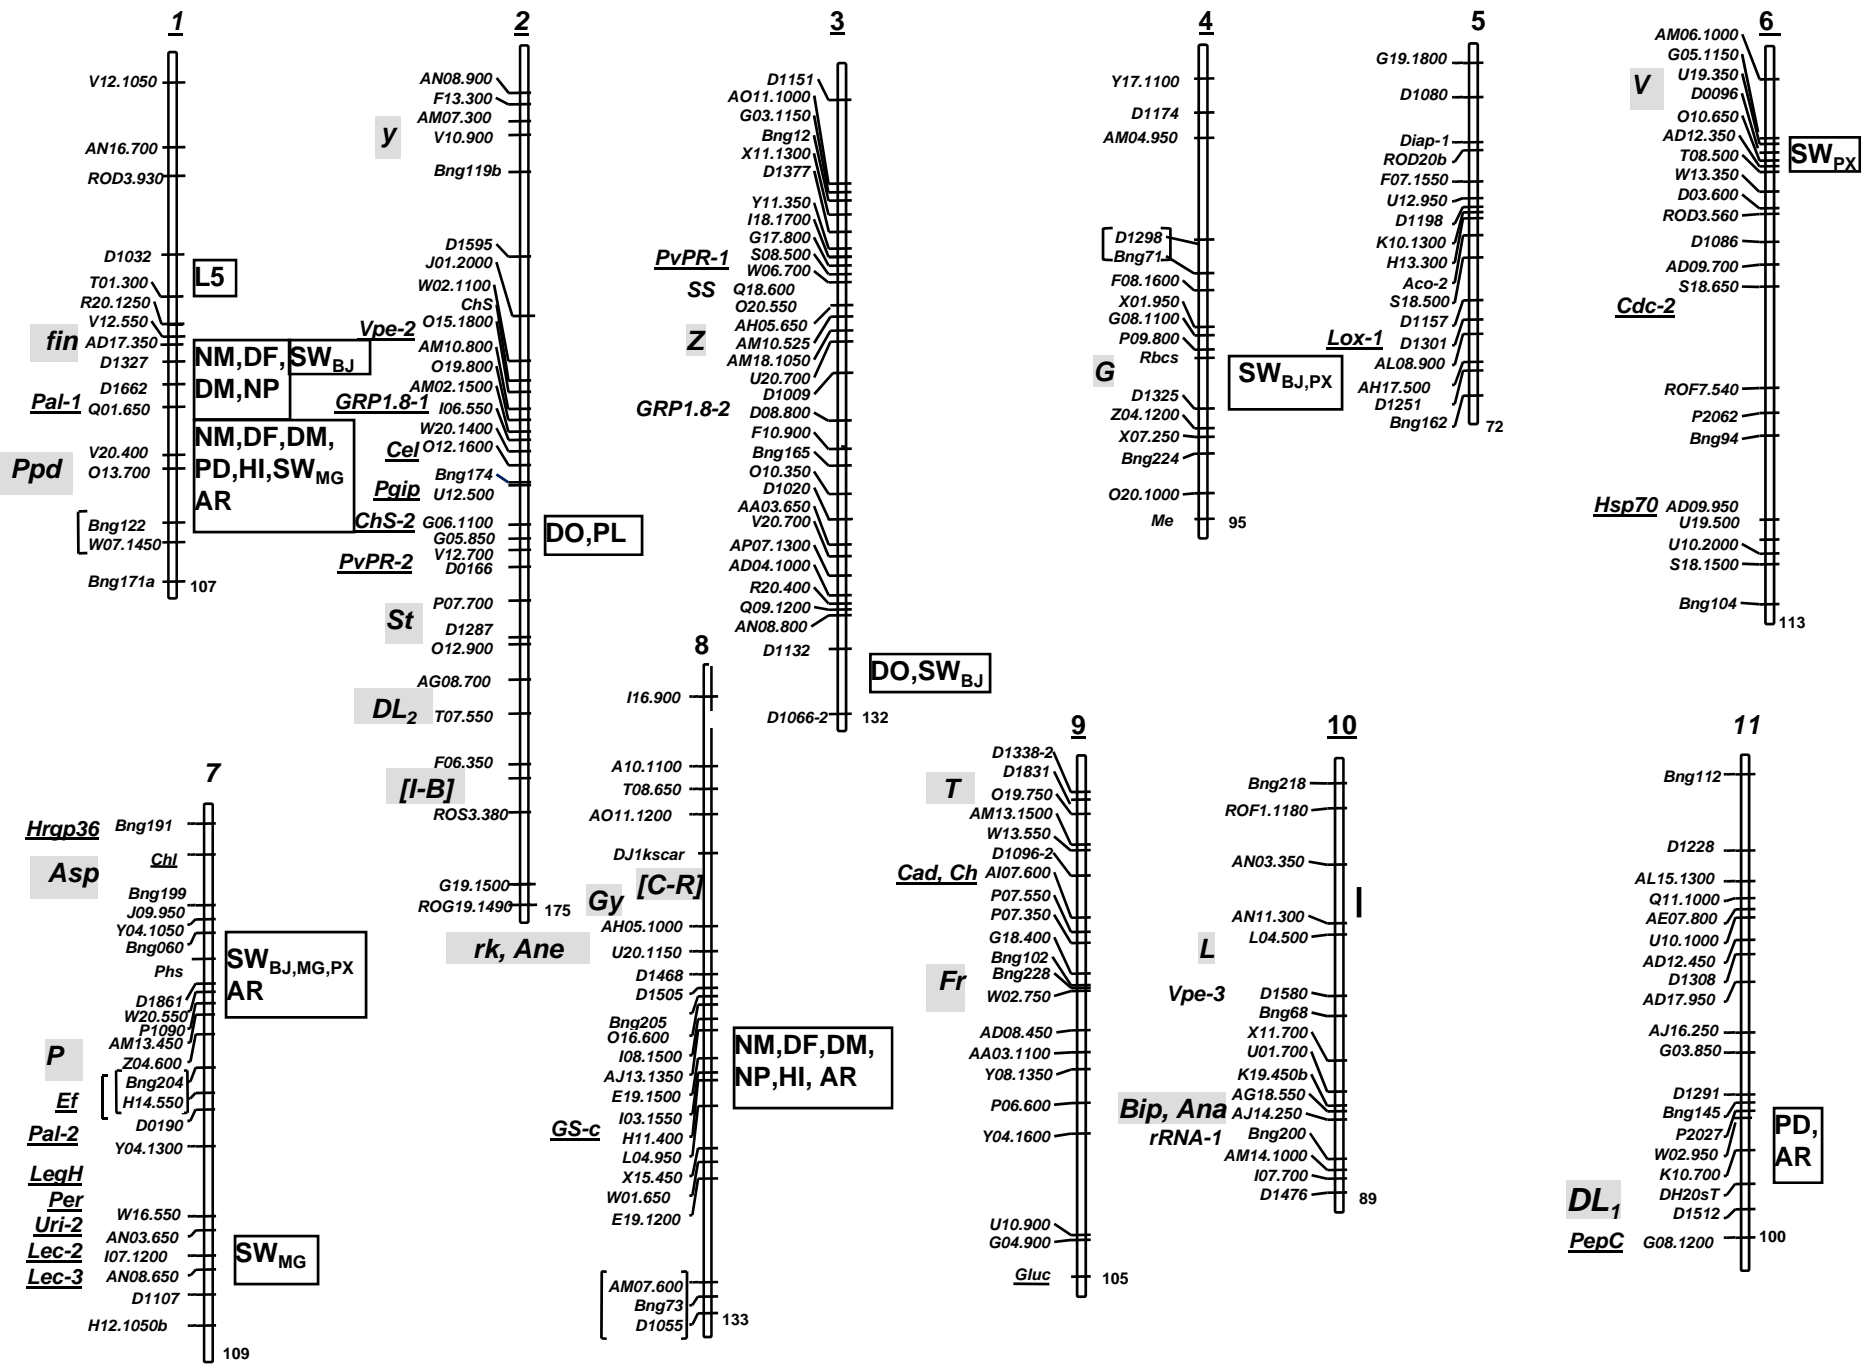 1
V12.1050
AN16.700
ROD3.930
D1032
L5
T01.300
R20.1250
V12.550
fin
AD17.350
D1327
NM,DF,SW_BJ
DM,NP
D1662
Pal-1
Q01.650
NM,DF,DM,
PD,HI,SW_MG
AR
V20.400
Ppd
O13.700
Bng122
W07.1450
Bng171a
107
2
AN08.900
F13.300
AM07.300
y
V10.900
Bng119b
D1595
J01.2000
W02.1100
ChS
Vpe-2
O15.1800
AM10.800
O19.800
AM02.1500
GRP1.8-1
I06.550
W20.1400
Cel
O12.1600
Bng174
Pgip
U12.500
ChS-2
G06.1100
DO,PL
G05.850
V12.700
PvPR-2
D0166
P07.700
St
D1287
O12.900
AG08.700
DL2
T07.550
F06.350
[I-B]
ROS3.380
G19.1500
ROG19.1490
175
rk, Ane
3
D1151
AO11.1000
G03.1150
Bng12
X11.1300
D1377
Y11.350
I18.1700
G17.800
PvPR-1
S08.500
W06.700
SS
Q18.600
O20.550
AH05.650
Z
AM10.525
AM18.1050
U20.700
D1009
GRP1.8-2
D08.800
F10.900
Bng165
O10.350
D1020
AA03.650
V20.700
AP07.1300
AD04.1000
R20.400
Q09.1200
AN08.800
D1132
DO,SW_BJ
D1066-2
132
4
Y17.1100
D1174
AM04.950
D1298
Bng71
F08.1600
X01.950
G08.1100
P09.800
Rbcs
G
SW_BJ,PX
D1325
Z04.1200
X07.250
Bng224
O20.1000
Me
95
5
G19.1800
D1080
Diap-1
ROD20b
F07.1550
U12.950
D1198
K10.1300
H13.300
Aco-2
S18.500
D1157
Lox-1
D1301
AL08.900
AH17.500
D1251
Bng162
72
6
AM06.1000
G05.1150
V
U19.350
D0096
O10.650
AD12.350
SW_PX
T08.500
W13.350
D03.600
ROD3.560
D1086
AD09.700
S18.650
Cdc-2
ROF7.540
P2062
Bng94
Hsp70
AD09.950
U19.500
U10.2000
S18.1500
Bng104
113
7
Hrgp36
Bng191
Chl
Asp
Bng199
J09.950
Y04.1050
Bng060
SW_BJ,MG,PX
AR
Phs
D1861
W20.550
P1090
AM13.450
P
Z04.600
Bng204
Ef
H14.550
D0190
Pal-2
Y04.1300
LegH
Per
W16.550
Uri-2
AN03.650
Lec-2
I07.1200
SW_MG
Lec-3
AN08.650
D1107
H12.1050b
109
8
I16.900
A10.1100
T08.650
AO11.1200
DJ1kscar
[C-R]
Gy
AH05.1000
U20.1150
D1468
D1505
Bng205
O16.600
I08.1500
NM,DF,DM,
NP,HI, AR
AJ13.1350
E19.1500
I03.1550
GS-c
H11.400
L04.950
X15.450
W01.650
E19.1200
AM07.600
Bng73
D1055
133
9
D1338-2
D1831
T
O19.750
AM13.1500
W13.550
D1096-2
Cad, Ch
AI07.600
P07.550
P07.350
G18.400
Bng102
Bng228
Fr
W02.750
AD08.450
AA03.1100
Y08.1350
P06.600
Y04.1600
U10.900
G04.900
Gluc
105
10
Bng218
ROF1.1180
AN03.350
I
AN11.300
L
L04.500
Vpe-3
D1580
Bng68
X11.700
U01.700
K19.450b
AG18.550
Bip, Ana
AJ14.250
rRNA-1
Bng200
AM14.1000
I07.700
D1476
89
11
Bng112
D1228
AL15.1300
Q11.1000
AE07.800
U10.1000
AD12.450
D1308
AD17.950
AJ16.250
G03.850
D1291
Bng145
PD,
AR
P2027
W02.950
K10.700
DH20sT
DL1
D1512
PepC
G08.1200
100